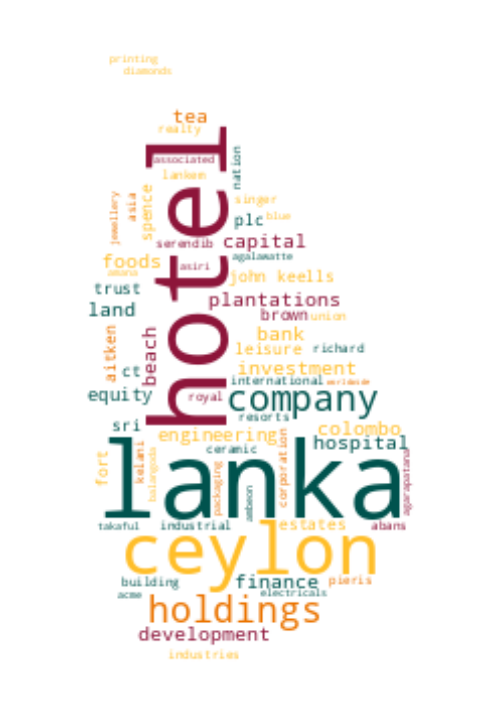 printing
diamonds
tea
realty
hotel
associated
nation
lankem
jewellery
asia
spence
singer
plc
blue
serendib
capital
agalawatte
foods
amana
asiri
john keells
trust
plantations
land
brown
union
aitken
beach
bank
leisure
richard
ct
investment
international
worldwide
equity
royal
company
resorts
sri
engineering
colombo
hospital
fort
kelani
balangoda
ceramic
packaging
ambeon
corporation
agarapatana
lanka
takaful
industrial
estates
abans
ceylon
building
finance
pieris
acme
electricals
holdings
development
industries